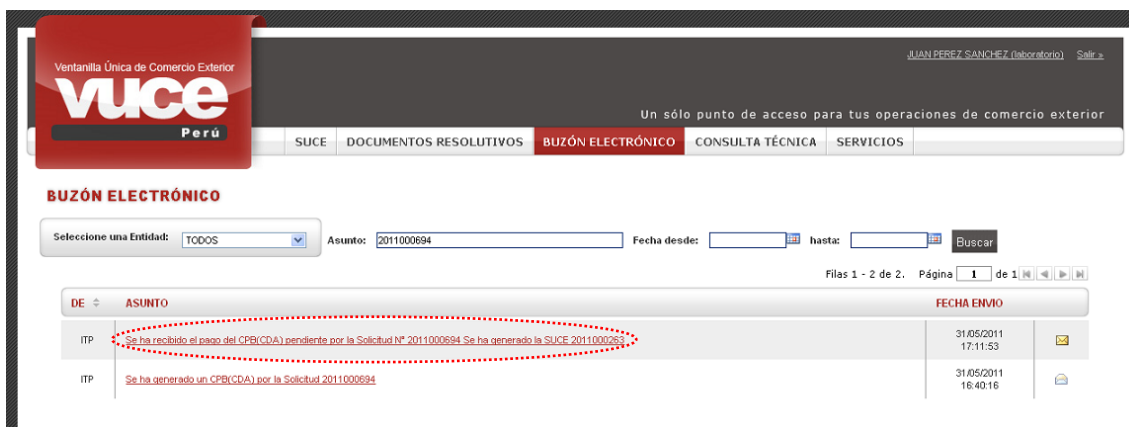 JUAN PEREZ SANCHEZ (laboratorio) Salir »
Ventanilla Única de Comercio Exterior
vuce
Perú
Un sólo punto de acceso para tus operaciones de comercio exterior
SUCE DOCUMENTOS RESOLUTIVOS BUZÓN ELECTRÓNICO CONSULTA TÉCNICA SERVICIOS
BUZÓN ELECTRÓNICO
Seleccione una Entidad: TODOS Asunto: 2011000694 Fecha desde: hasta: Buscar
Filas 1 - 2 de 2. Página 1 de 1
DE ASUNTO FECHA ENVIO
ITP Se ha recibido el pago del CPB(CDA) pendiente por la Solicitud Nº 2011000694 Se ha generado la SUCE 2011000263 31/05/2011
17:11:53
ITP Se ha generado un CPB(CDA) por la Solicitud 2011000694 31/05/2011
16:40:16